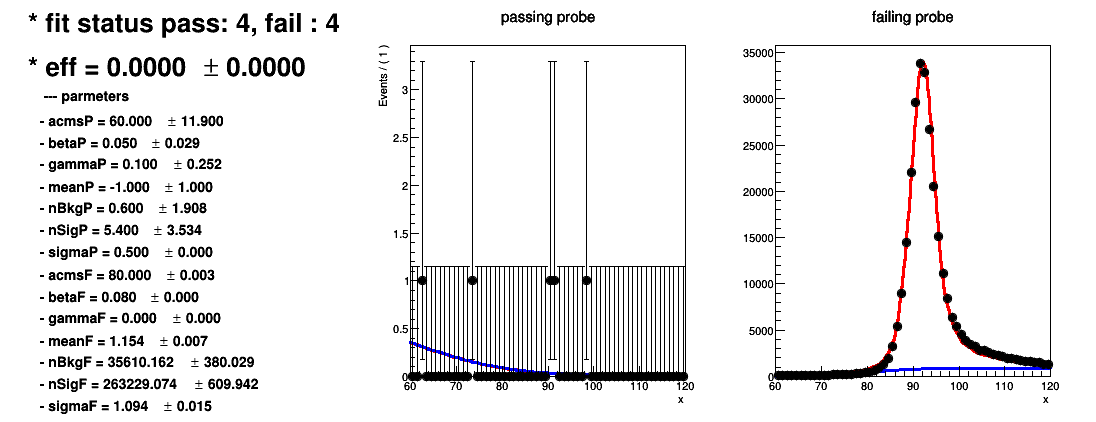 * fit status pass: 4, fail : 4
* eff = 0.0000 ± 0.0000
--- parmeters
- acmsP = 60.000 ± 11.900
- betaP = 0.050 ± 0.029
- gammaP = 0.100 ± 0.252
- meanP = -1.000 ± 1.000
- nBkgP = 0.600 ± 1.908
- nSigP = 5.400 ± 3.534
- sigmaP = 0.500 ± 0.000
- acmsF = 80.000 ± 0.003
- betaF = 0.080 ± 0.000
- gammaF = 0.000 ± 0.000
- meanF = 1.154 ± 0.007
- nBkgF = 35610.162 ± 380.029
- nSigF = 263229.074 ± 609.942
- sigmaF = 1.094 ± 0.015
passing probe
Events / ( 1 )
3
2.5
2
1.5
1
0.5
0
60 70 80 90 100 110 120
x
failing probe
35000
30000
25000
20000
15000
10000
5000
0
60 70 80 90 100 110 120
x